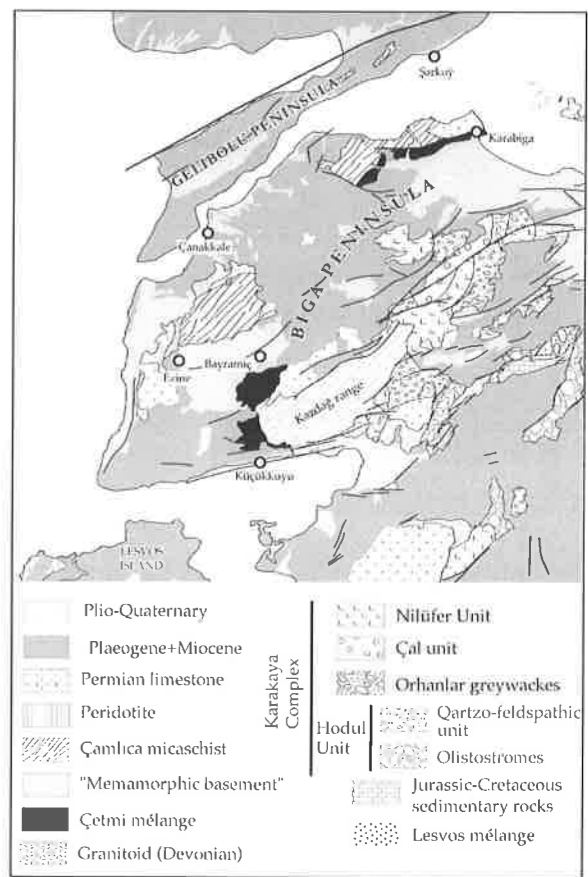 Şarkoy
GELIBOLU PENINSULA
Karabiga
BIGA PENINSULA
Çanakkale
Bayramiç
Ezine
Kazdağ range
Küçükkuyu
LESVOS
ISLAND
Plio-Quaternary
Plaeogene+Miocene
Permian limestone
Peridotite
Çamlıca micaschist
"Memamorphic basement"
Çetmi mélange
Granitoid (Devonian)
Karakaya
Complex
Nilüfer Unit
Çal unit
Orhanlar greywackes
Hodul
Unit
Qartzo-feldspathic
unit
Olistostromes
Jurassic-Cretaceous
sedimentary rocks
Lesvos mélange